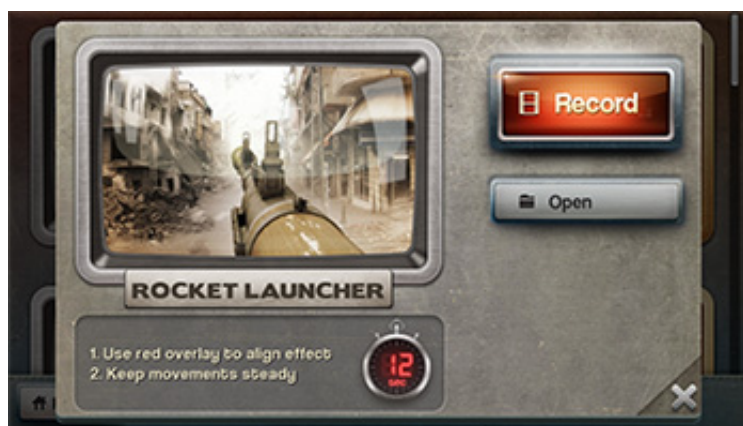 Record
Open
ROCKET LAUNCHER
1. Use red overlay to align effect
2. Keep movements steady
12
SEC